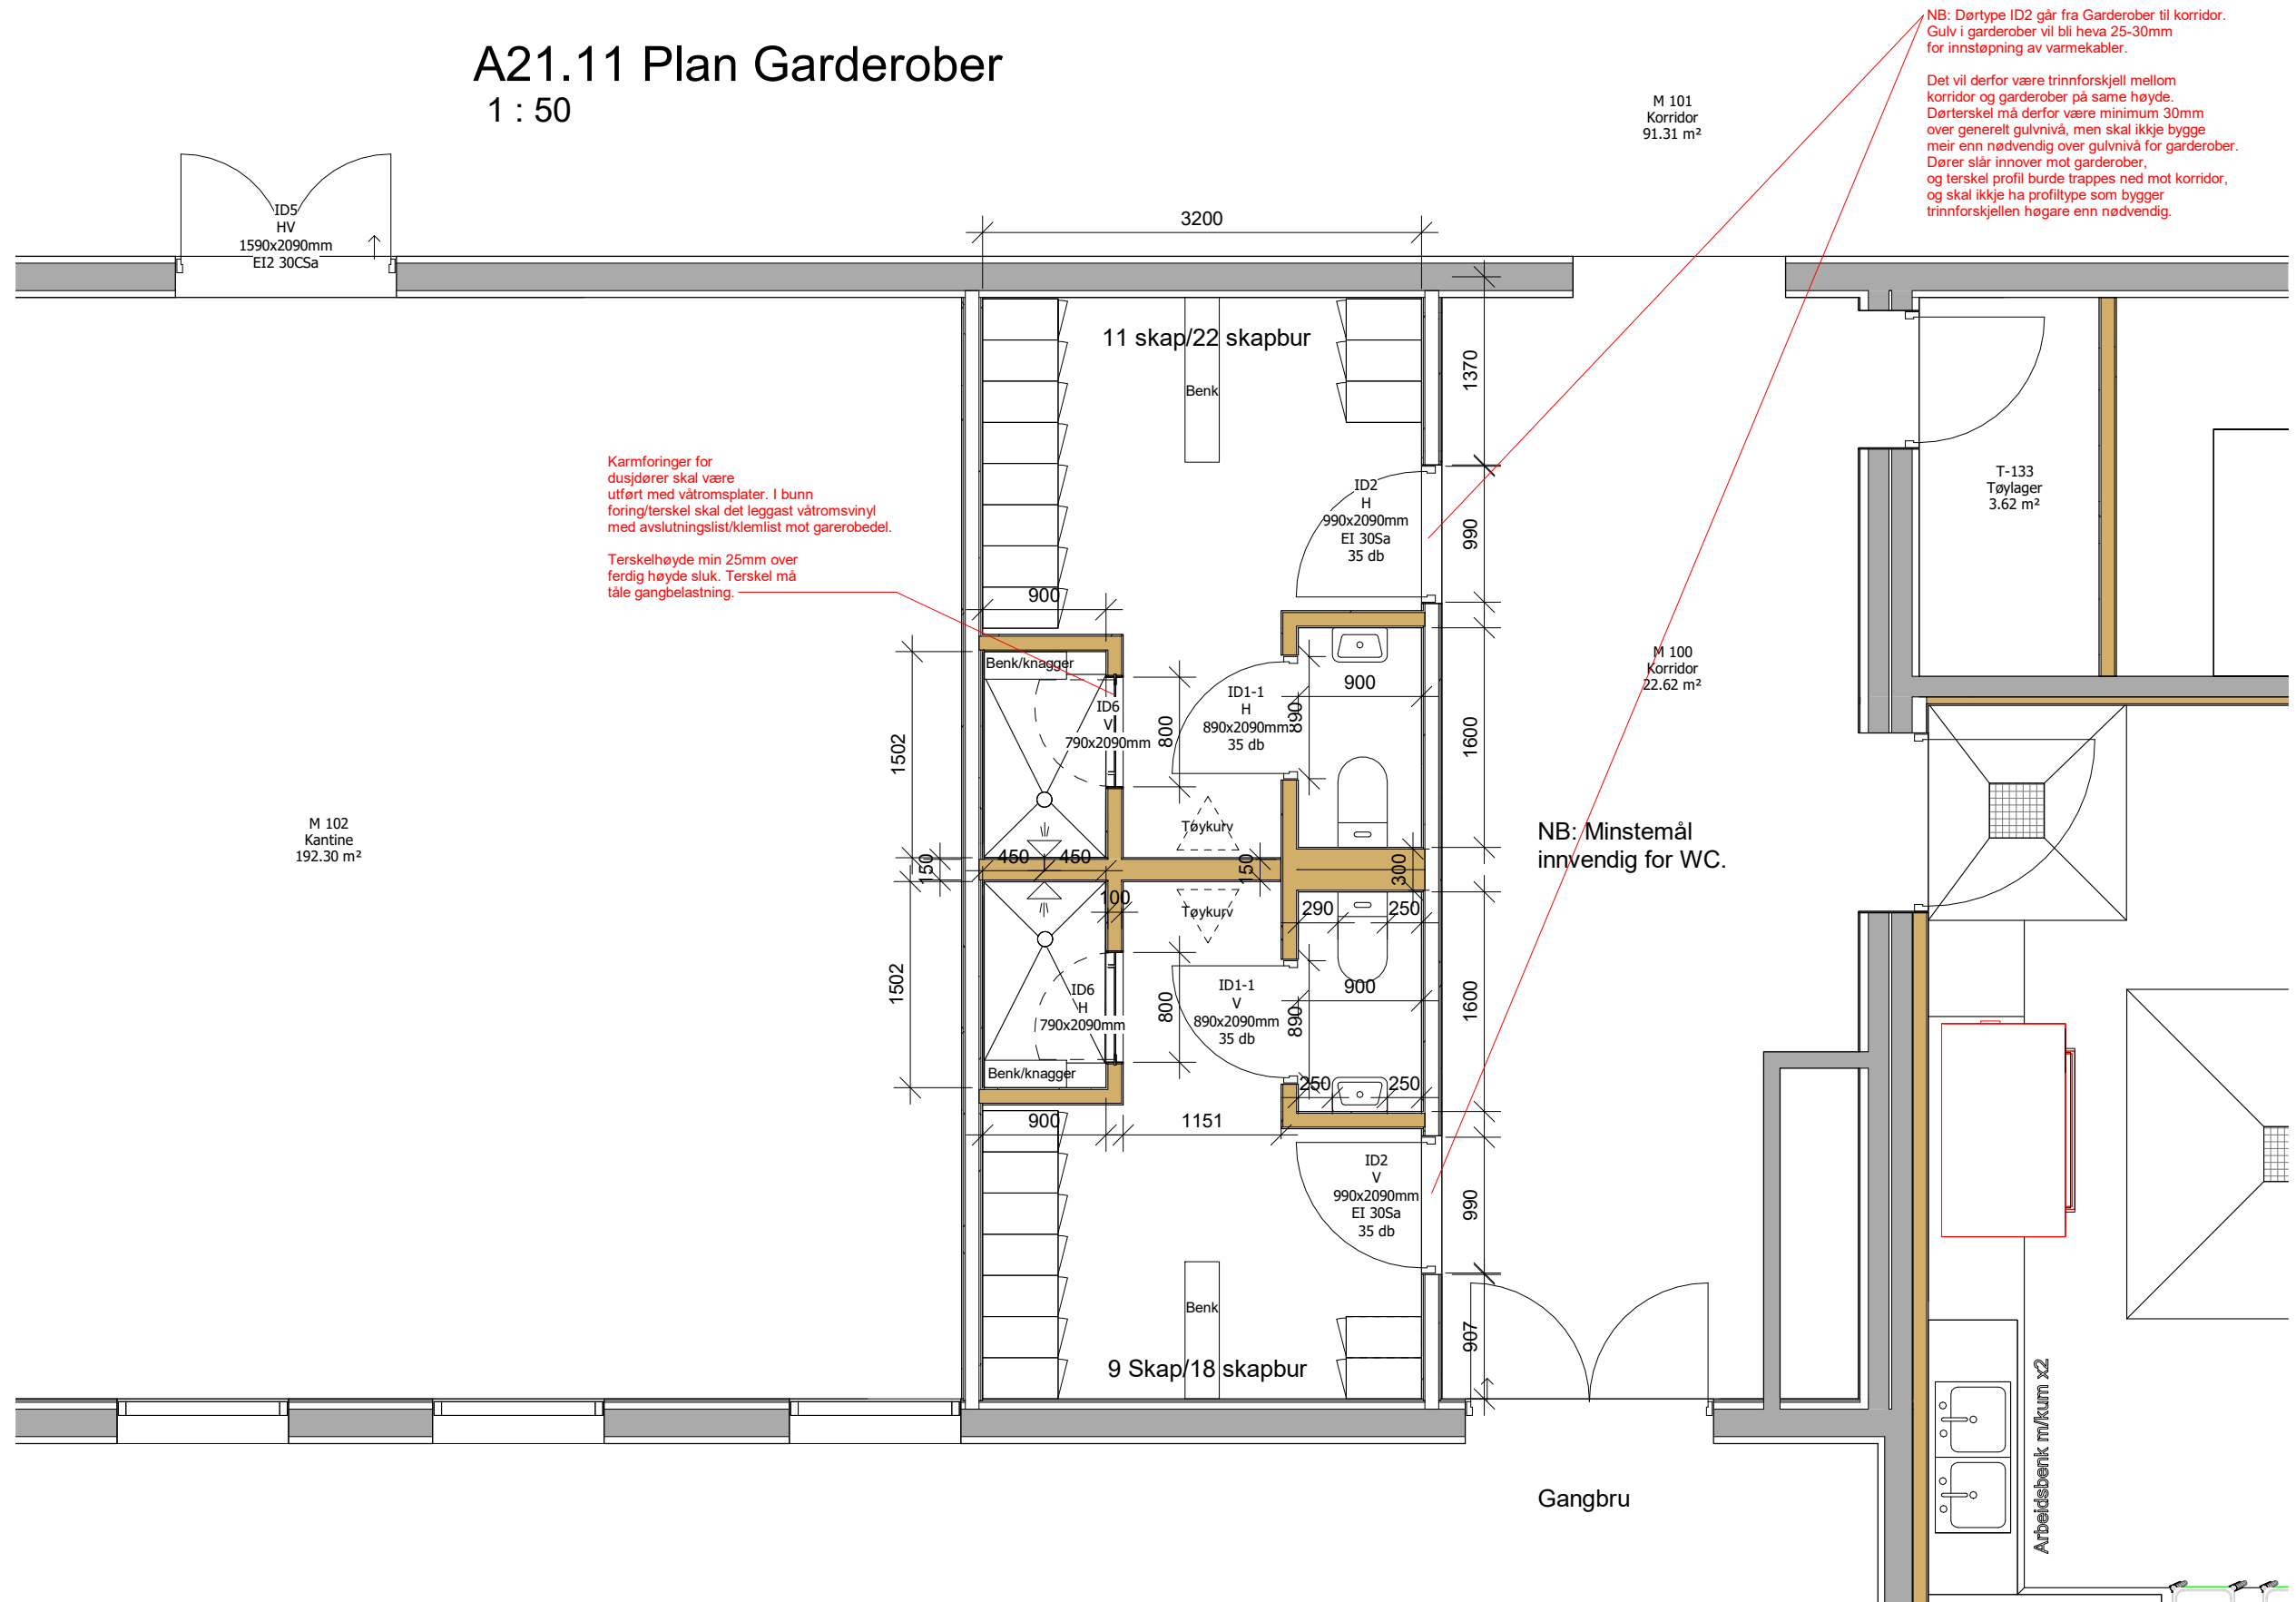 A21.11 Plan Garderober
1 : 50
NB: Dørtype ID2 går fra Garderober til korridor.
Gulv i garderober vil bli heva 25-30mm
for innstøpning av varmekabler.
Det vil derfor være trinnforskjell mellom
korridor og garderober på same høyde.
Dørterskel må derfor være minimum 30mm
over generelt gulvnivå, men skal ikkje bygge
meir enn nødvendig over gulvnivå for garderober.
Dører slår innover mot garderober,
og terskel profil burde trappes ned mot korridor,
og skal ikkje ha profiltype som bygger
trinnforskjellen høgare enn nødvendig.
M 101
Korridor
91.31 m²
ID5
HV
1590x2090mm
EI2 30CSa
3200
11 skap/22 skapbur
Benk
1370
Karmforinger for
dusjdører skal være
utført med våtromsplater. I bunn
foring/terskel skal det leggast våtromsvinyl
med avslutningslist/klemlist mot garerobedel.
Terskelhøyde min 25mm over
ferdig høyde sluk. Terskel må
tåle gangbelastning.
ID2
H
990x2090mm
EI 30Sa
35 db
990
T-133
Tøylager
3.62 m²
900
Benk/knagger
ID6
V
790x2090mm
1502
800
ID1-1
H
890x2090mm
35 db
890
900
1600
M 100
Korridor
22.62 m²
M 102
Kantine
192.30 m²
Tøykurv
NB: Minstemål
innvendig for WC.
150
450
450
150
300
100
Tøykurv
290
250
1502
ID6
H
790x2090mm
800
ID1-1
V
890x2090mm
35 db
890
900
1600
Benk/knagger
250
250
900
1151
ID2
V
990x2090mm
EI 30Sa
35 db
990
Benk
907
9 Skap/18 skapbur
Gangbru
Arbeidsbenk m/kum x2